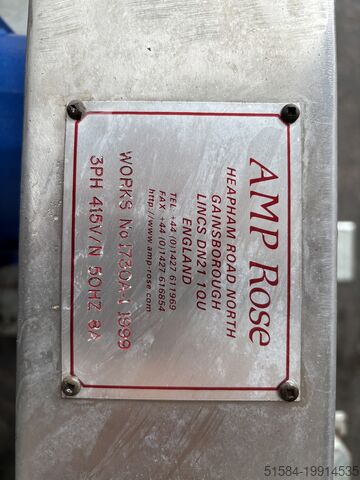 AMP ROSE
HEAPHAM ROAD NORTH
GAINSBOROUGH
LINCS DN21 1QU
ENGLAND
TEL +44 (0)1427 611969
FAX +44 (0)1427 616854
http://www.amp-rose.com
WORKS No 1730AM 1999
3PH 415V/N 50HZ 8A
51584-19914535